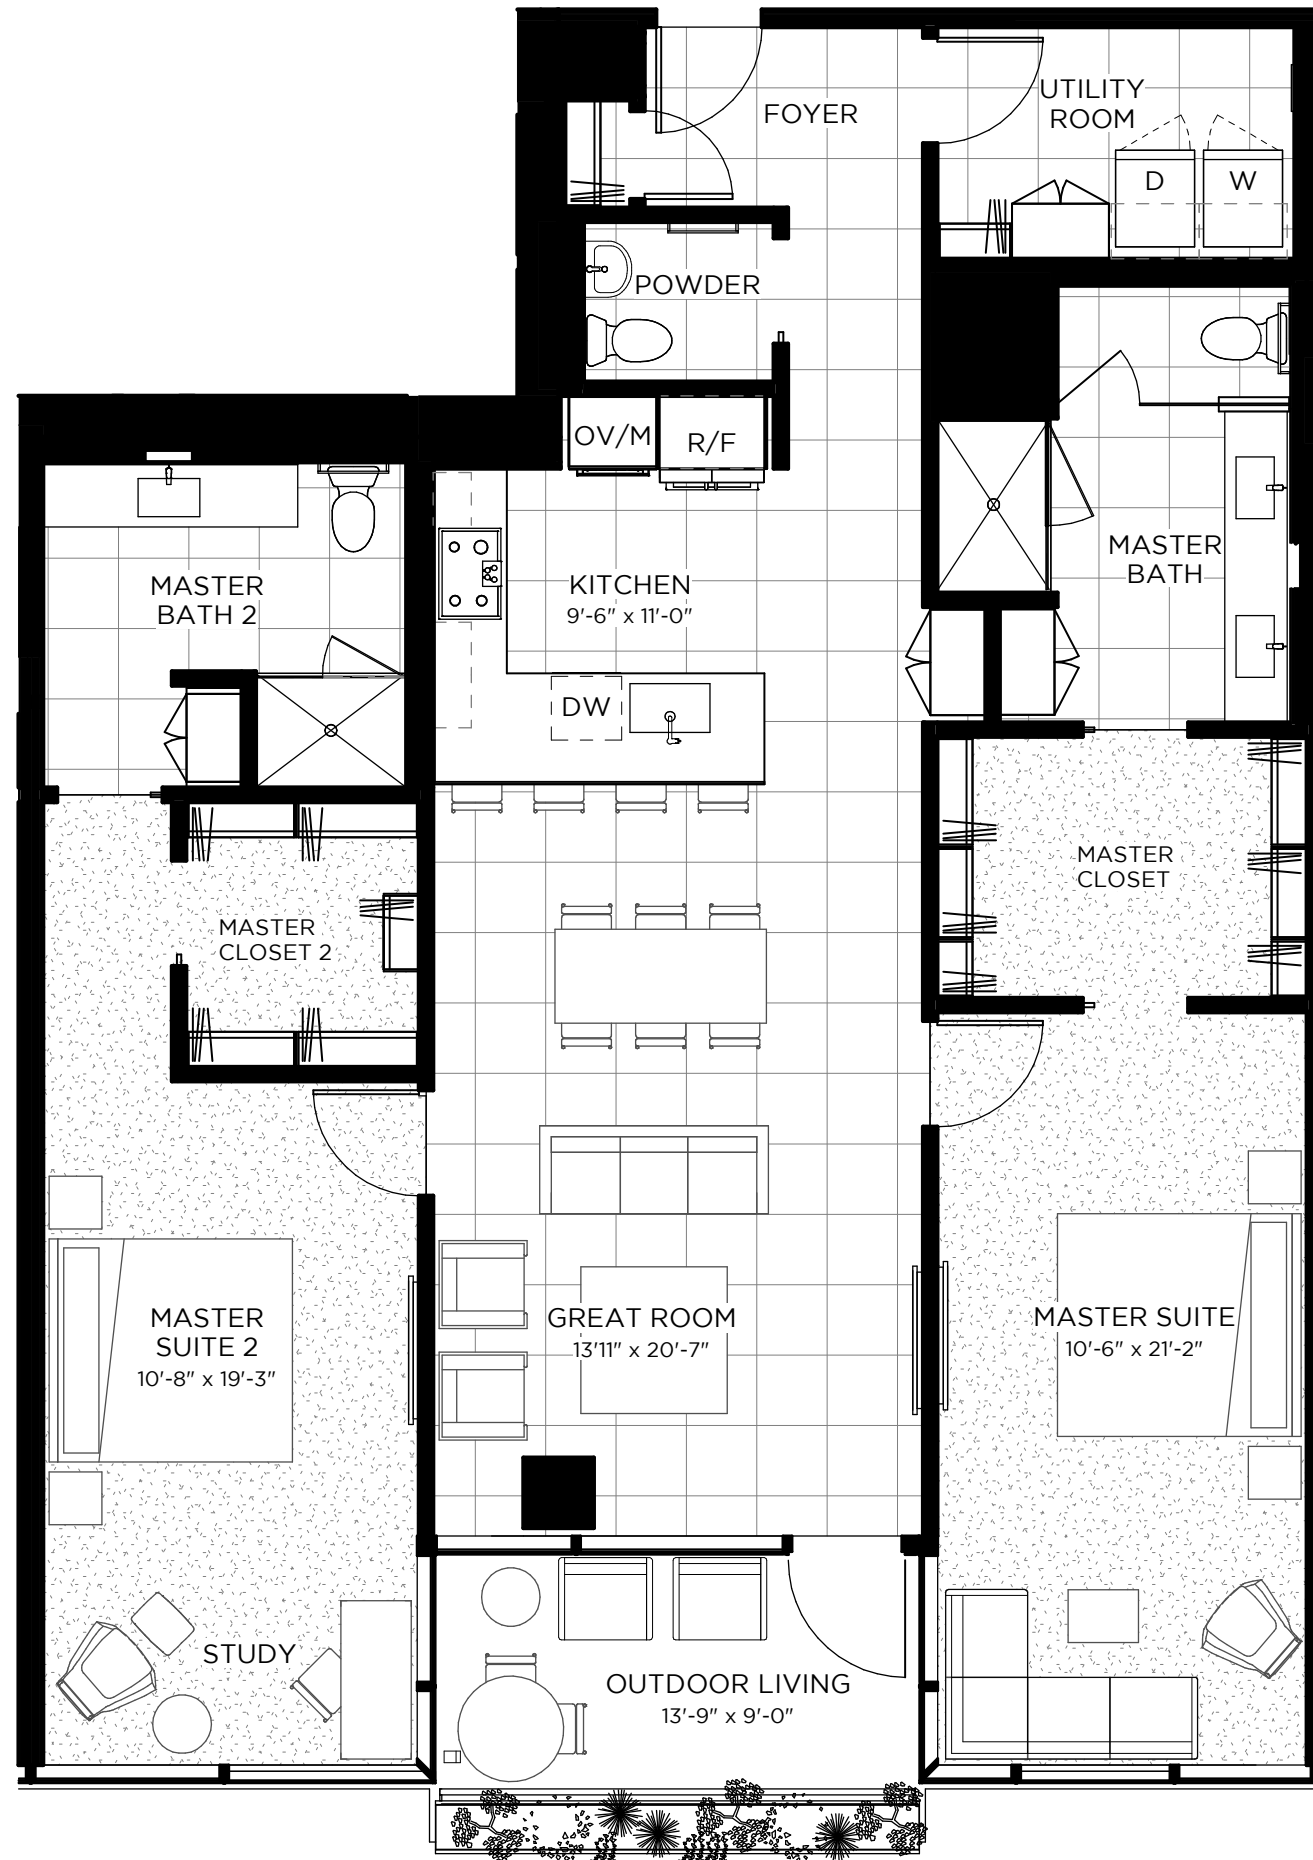 FOYER
UTILITY
ROOM
D
W
POWDER
OV/M
R/F
MASTER
BATH 2
KITCHEN
9'-6" x 11'-0"
MASTER
BATH
DW
MASTER
CLOSET
MASTER
CLOSET 2
MASTER
SUITE 2
10'-8" x 19'-3"
GREAT ROOM
13'11" x 20'-7"
MASTER SUITE
10'-6" x 21'-2"
STUDY
OUTDOOR LIVING
13'-9" x 9'-0"